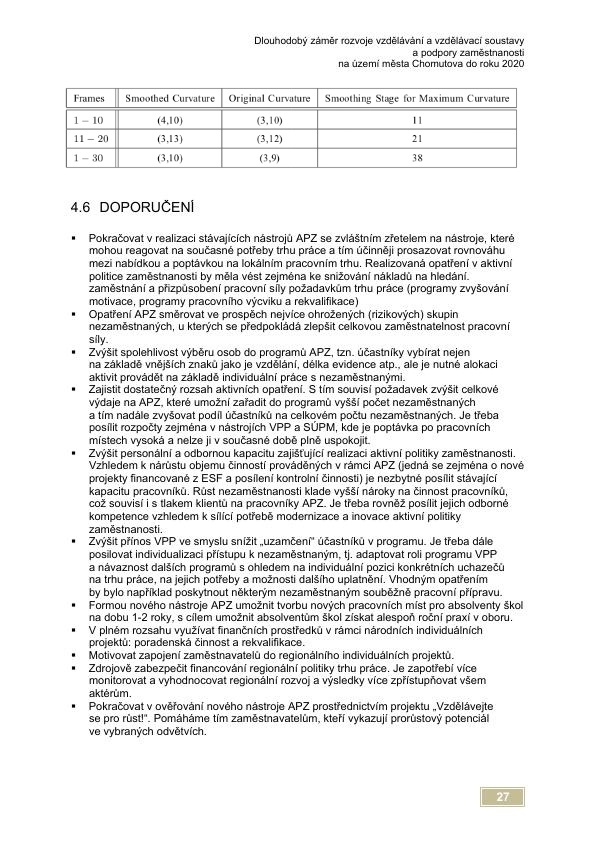 Dlouhodobý záměr rozvoje vzdělávání a vzdělávací soustavy
a podpory zaměstnanosti
na území města Chomutova do roku 2020
Frames Smoothed Curvature Original Curvature Smoothing Stage for Maximum Curvature
1 − 10 (4,10) (3,10) 11
11 − 20 (3,13) (3,12) 21
1 − 30 (3,10) (3,9) 38
4.6 DOPORUČENÍ
▪ Pokračovat v realizaci stávajících nástrojů APZ se zvláštním zřetelem na nástroje, které
mohou reagovat na současné potřeby trhu práce a tím účinněji prosazovat rovnováhu
mezi nabídkou a poptávkou na lokálním pracovním trhu. Realizovaná opatření v aktivní
politice zaměstnanosti by měla vést zejména ke snižování nákladů na hledání.
zaměstnání a přizpůsobení pracovní síly požadavkům trhu práce (programy zvyšování
motivace, programy pracovního výcviku a rekvalifikace)
▪ Opatření APZ směrovat ve prospěch nejvíce ohrožených (rizikových) skupin
nezaměstnaných, u kterých se předpokládá zlepšit celkovou zaměstnatelnost pracovní
síly.
▪ Zvýšit spolehlivost výběru osob do programů APZ, tzn. účastníky vybírat nejen
na základě vnějších znaků jako je vzdělání, délka evidence atp., ale je nutné alokaci
aktivit provádět na základě individuální práce s nezaměstnanými.
▪ Zajistit dostatečný rozsah aktivních opatření. S tím souvisí požadavek zvýšit celkové
výdaje na APZ, které umožní zařadit do programů vyšší počet nezaměstnaných
a tím nadále zvyšovat podíl účastníků na celkovém počtu nezaměstnaných. Je třeba
posílit rozpočty zejména v nástrojích VPP a SÚPM, kde je poptávka po pracovních
místech vysoká a nelze ji v současné době plně uspokojit.
▪ Zvýšit personální a odbornou kapacitu zajišťující realizaci aktivní politiky zaměstnanosti.
Vzhledem k nárůstu objemu činností prováděných v rámci APZ (jedná se zejména o nové
projekty financované z ESF a posílení kontrolní činnosti) je nezbytné posílit stávající
kapacitu pracovníků. Růst nezaměstnanosti klade vyšší nároky na činnost pracovníků,
což souvisí i s tlakem klientů na pracovníky APZ. Je třeba rovněž posílit jejich odborné
kompetence vzhledem k sílící potřebě modernizace a inovace aktivní politiky
zaměstnanosti.
▪ Zvýšit přínos VPP ve smyslu snížit „uzamčení" účastníků v programu. Je třeba dále
posilovat individualizaci přístupu k nezaměstnaným, tj. adaptovat roli programu VPP
a návaznost dalších programů s ohledem na individuální pozici konkrétních uchazečů
na trhu práce, na jejich potřeby a možnosti dalšího uplatnění. Vhodným opatřením
by bylo například poskytnout některým nezaměstnaným souběžně pracovní přípravu.
▪ Formou nového nástroje APZ umožnit tvorbu nových pracovních míst pro absolventy škol
na dobu 1-2 roky, s cílem umožnit absolventům škol získat alespoň roční praxí v oboru.
▪ V plném rozsahu využívat finančních prostředků v rámci národních individuálních
projektů: poradenská činnost a rekvalifikace.
▪ Motivovat zapojení zaměstnavatelů do regionálního individuálních projektů.
▪ Zdrojově zabezpečit financování regionální politiky trhu práce. Je zapotřebí více
monitorovat a vyhodnocovat regionální rozvoj a výsledky více zpřístupňovat všem
aktérům.
▪ Pokračovat v ověřování nového nástroje APZ prostřednictvím projektu „Vzdělávejte
se pro růst!“. Pomáháme tím zaměstnavatelům, kteří vykazují prorůstový potenciál
ve vybraných odvětvích.
27